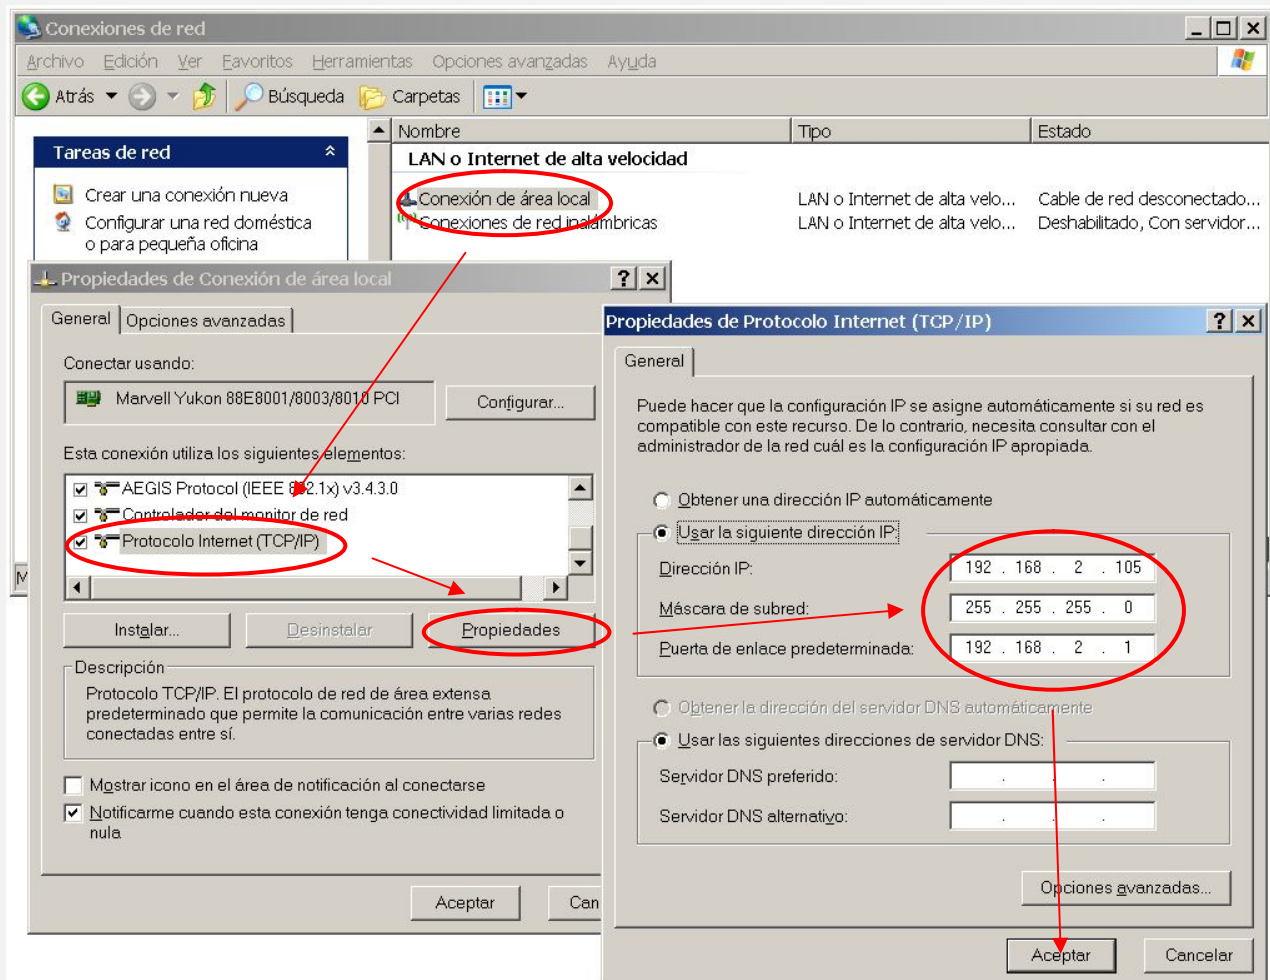 Conexiones de red
Archivo Edición Ver Favoritos Herramientas Opciones avanzadas Ayuda
Atrás Búsqueda Carpetas
Tareas de red
Crear una conexión nueva
Configurar una red doméstica
o para pequeña oficina
Nombre Tipo Estado
LAN o Internet de alta velocidad
Conexión de área local LAN o Internet de alta velo... Cable de red desconectado...
Conexiones de red inalámbricas LAN o Internet de alta velo... Deshabilitado, Con servidor...
Propiedades de Conexión de área local
General Opciones avanzadas
Conectar usando:
Marvell Yukon 88E8001/8003/8010 PCI Configurar...
Esta conexión utiliza los siguientes elementos:
AEGIS Protocol (IEEE 802.1x) v3.4.3.0
Controlador del monitor de red
Protocolo Internet (TCP/IP)
M
Instalar... Desinstalar Propiedades
Descripción
Protocolo TCP/IP. El protocolo de red de área extensa
predeterminado que permite la comunicación entre varias redes
conectadas entre sí.
Mostrar icono en el área de notificación al conectarse
Notificarme cuando esta conexión tenga conectividad limitada o
nula
Aceptar Can
Propiedades de Protocolo Internet (TCP/IP)
General
Puede hacer que la configuración IP se asigne automáticamente si su red es
compatible con este recurso. De lo contrario, necesita consultar con el
administrador de la red cuál es la configuración IP apropiada.
Obtener una dirección IP automáticamente
Usar la siguiente dirección IP:
Dirección IP: 192 . 168 . 2 . 105
Máscara de subred: 255 . 255 . 255 . 0
Puerta de enlace predeterminada: 192 . 168 . 2 . 1
Obtener la dirección del servidor DNS automáticamente
Usar las siguientes direcciones de servidor DNS:
Servidor DNS preferido: . . .
Servidor DNS alternativo: . . .
Opciones avanzadas...
Aceptar Cancelar